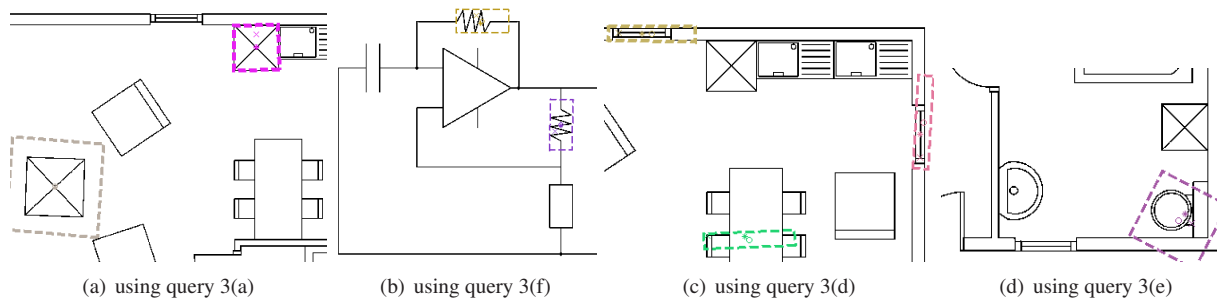 (a) using query 3(a)
(b) using query 3(f)
(c) using query 3(d)
(d) using query 3(e)